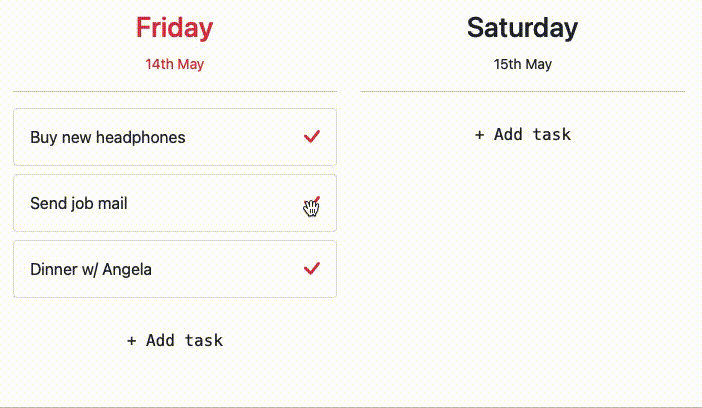 Friday
14th May
Buy new headphones
Send job mail
Dinner w/ Angela
+ Add task
Saturday
15th May
+ Add task